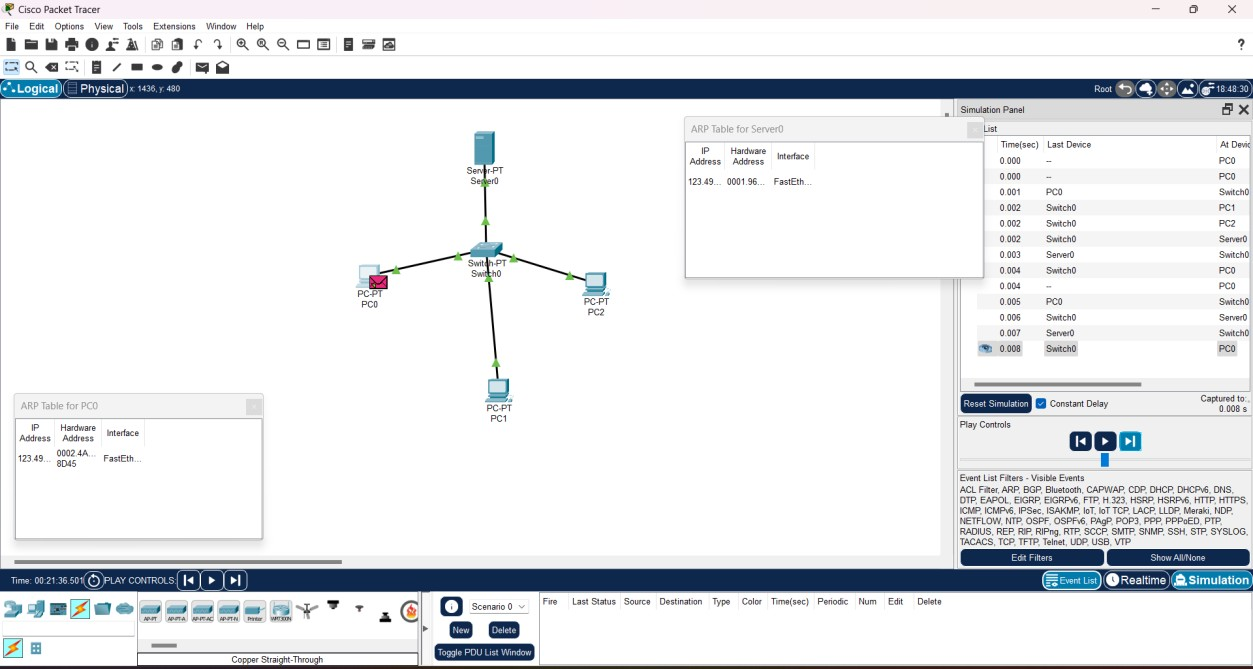 Cisco Packet Tracer
File Edit Options View Tools Extensions Window Help
?
Logical Physical x: 1436, y: 480 Root 18:48:30
Simulation Panel
List
Time(sec) Last Device At Devic
0.000 -- PC0
0.000 -- PC0
0.001 PC0 Switch0
0.002 Switch0 PC1
0.002 Switch0 PC2
0.002 Switch0 Server0
0.003 Server0 Switch0
0.004 Switch0 PC0
0.004 -- PC0
0.005 PC0 Switch0
0.006 Switch0 Server0
0.007 Server0 Switch0
0.008 Switch0 PC0
Reset Simulation Constant Delay Captured to:
0.008 s
Play Controls
Event List Filters - Visible Events
ACL Filter, ARP, BGP, Bluetooth, CAPWAP, CDP, DHCP, DHCPv6, DNS,
DTP, EAPOL, EIGRP, EIGRPv6, FTP, H.323, HSRP, HSRPv6, HTTP, HTTPS,
ICMP, ICMPv6, IPSec, ISAKMP, IoT, IoT TCP, LACP, LLDP, Meraki, NDP,
NETFLOW, NTP, OSPF, OSPFv6, PAgP, POP3, PPP, PPPoED, PTP,
RADIUS, REP, RIP, RIPng, RTP, SCCP, SMTP, SNMP, SSH, STP, SYSLOG,
TACACS, TCP, TFTP, Telnet, UDP, USB, VTP
Edit Filters Show All/None
ARP Table for Server0
IP
Address
Hardware
Address
Interface
123.49... 0001.96... FastEth...
Server-PT
Server0
Switch-PT
Switch0
PC-PT
PC0
PC-PT
PC2
PC-PT
PC1
ARP Table for PC0
IP
Address
Hardware
Address
Interface
123.49... 0002.4A...
8D45
FastEth...
Time: 00:21:36.501 PLAY CONTROLS: Event List Realtime Simulation
AP-PT AP-PT-A AP-PT-AC AP-PT-N Printer WRT300N
Copper Straight-Through
Scenario 0
New Delete
Toggle PDU List Window
Fire Last Status Source Destination Type Color Time(sec) Periodic Num Edit Delete